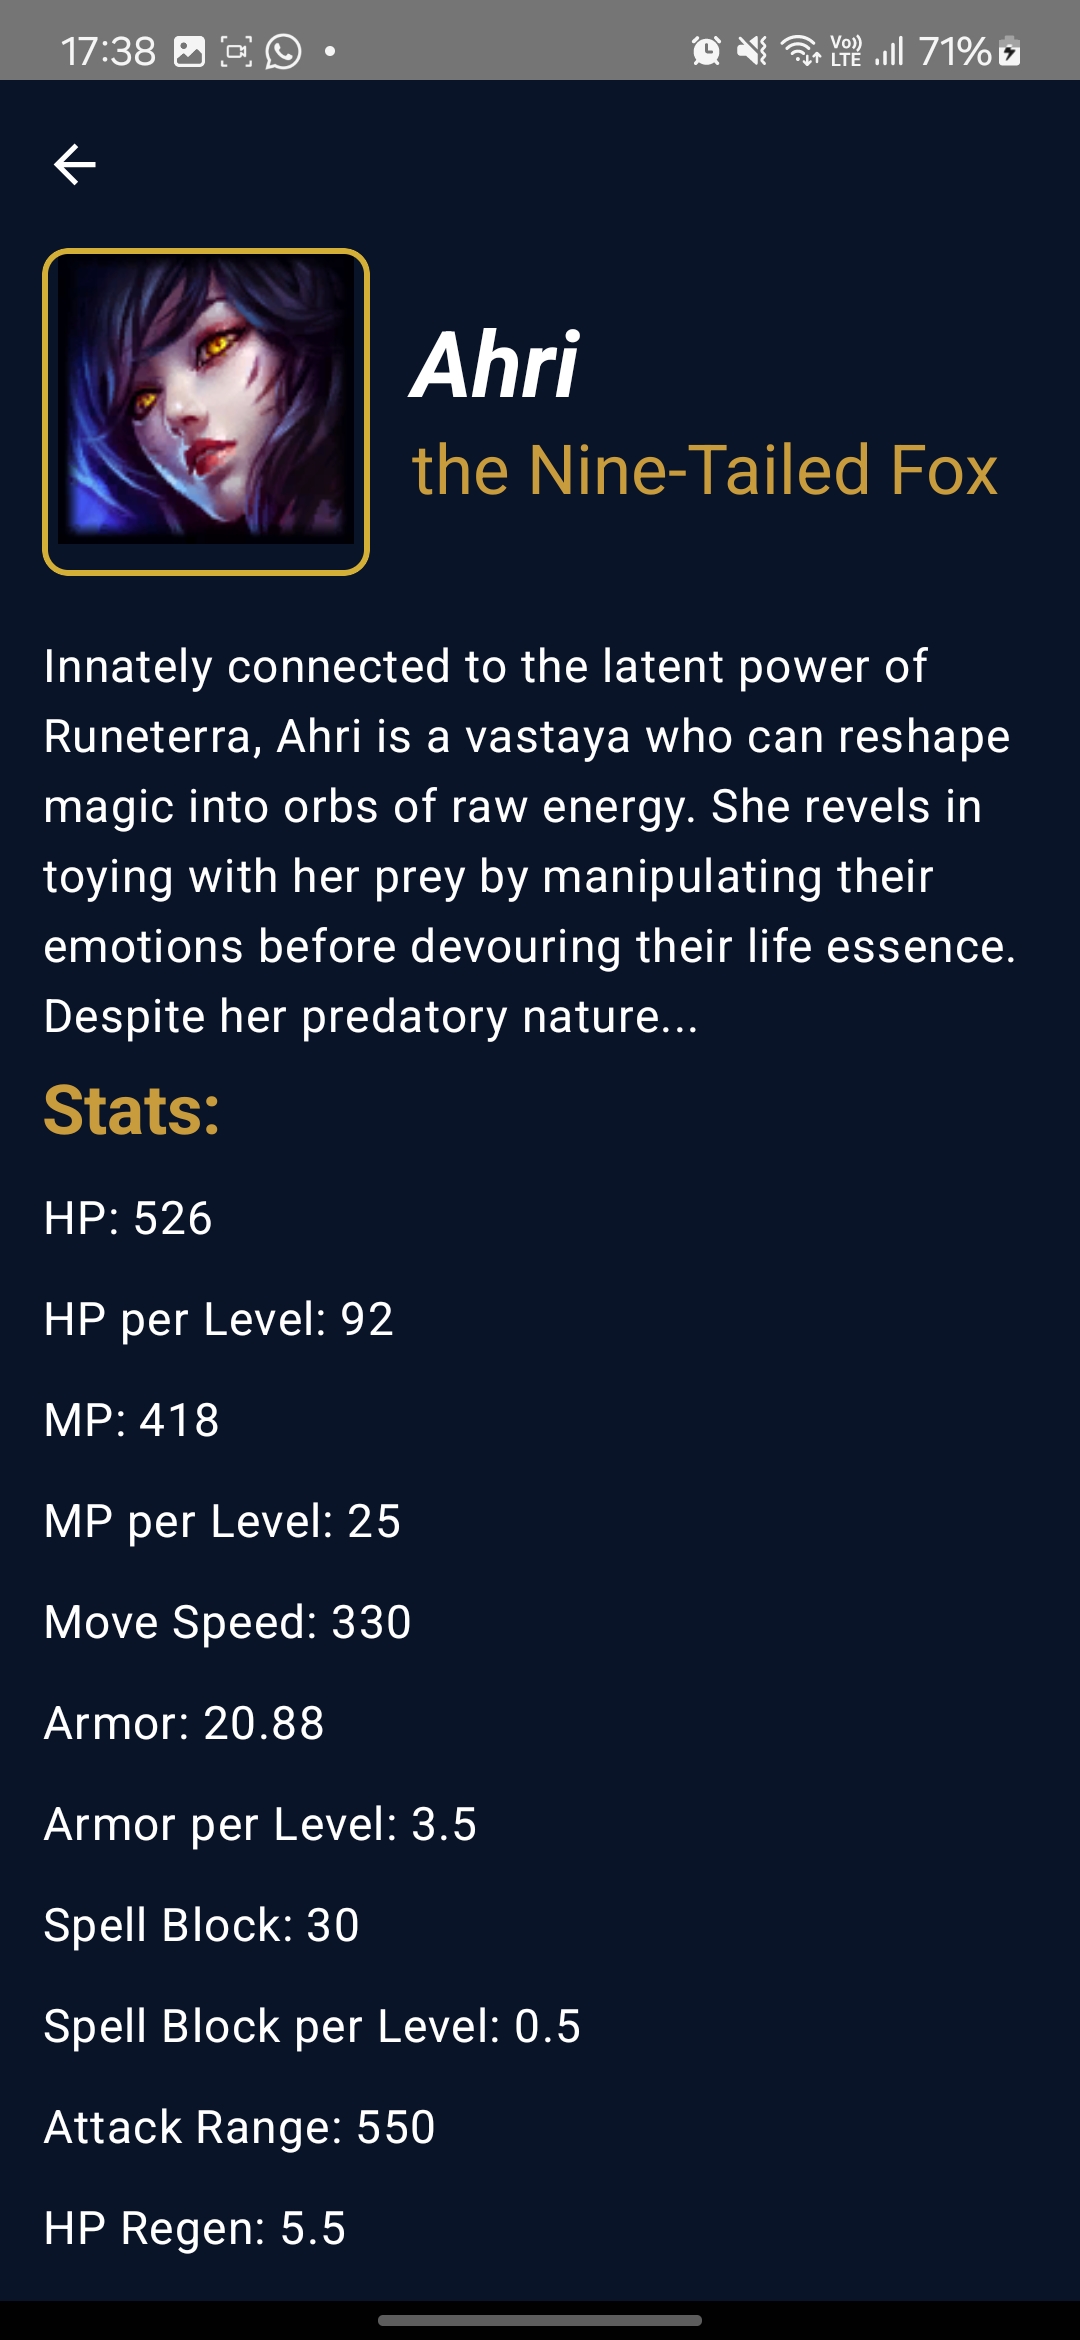 17:38
Vo))
LTE
71%
Ahri
the Nine-Tailed Fox
Innately connected to the latent power of
Runeterra, Ahri is a vastaya who can reshape
magic into orbs of raw energy. She revels in
toying with her prey by manipulating their
emotions before devouring their life essence.
Despite her predatory nature...
Stats:
HP: 526
HP per Level: 92
MP: 418
MP per Level: 25
Move Speed: 330
Armor: 20.88
Armor per Level: 3.5
Spell Block: 30
Spell Block per Level: 0.5
Attack Range: 550
HP Regen: 5.5